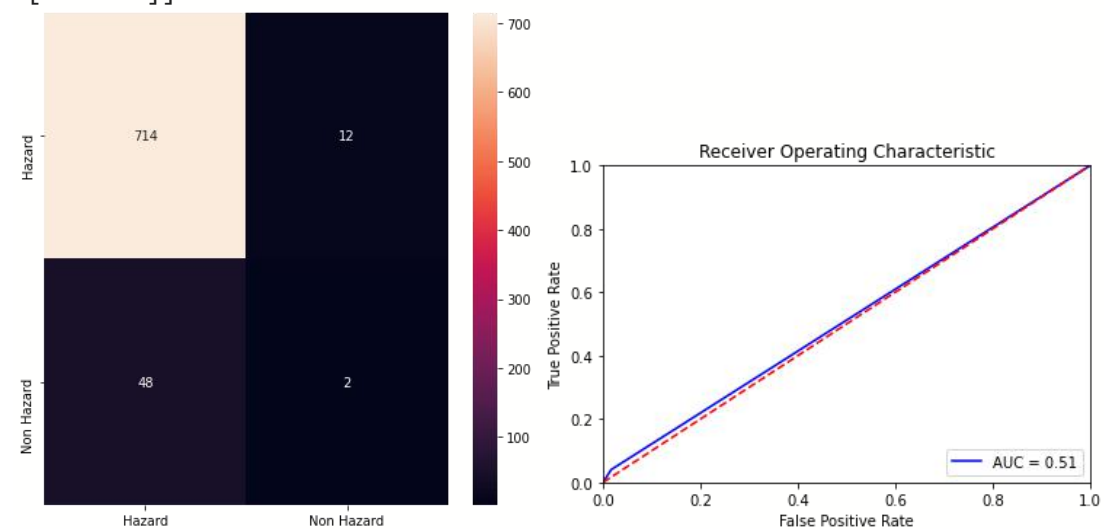 Hazard
714
12
Non Hazard
48
2
Hazard
Non Hazard
700
600
500
400
300
200
100
Receiver Operating Characteristic
True Positive Rate
1.0
0.8
0.6
0.4
0.2
0.0
AUC = 0.51
0.0
0.2
0.4
0.6
0.8
1.0
False Positive Rate